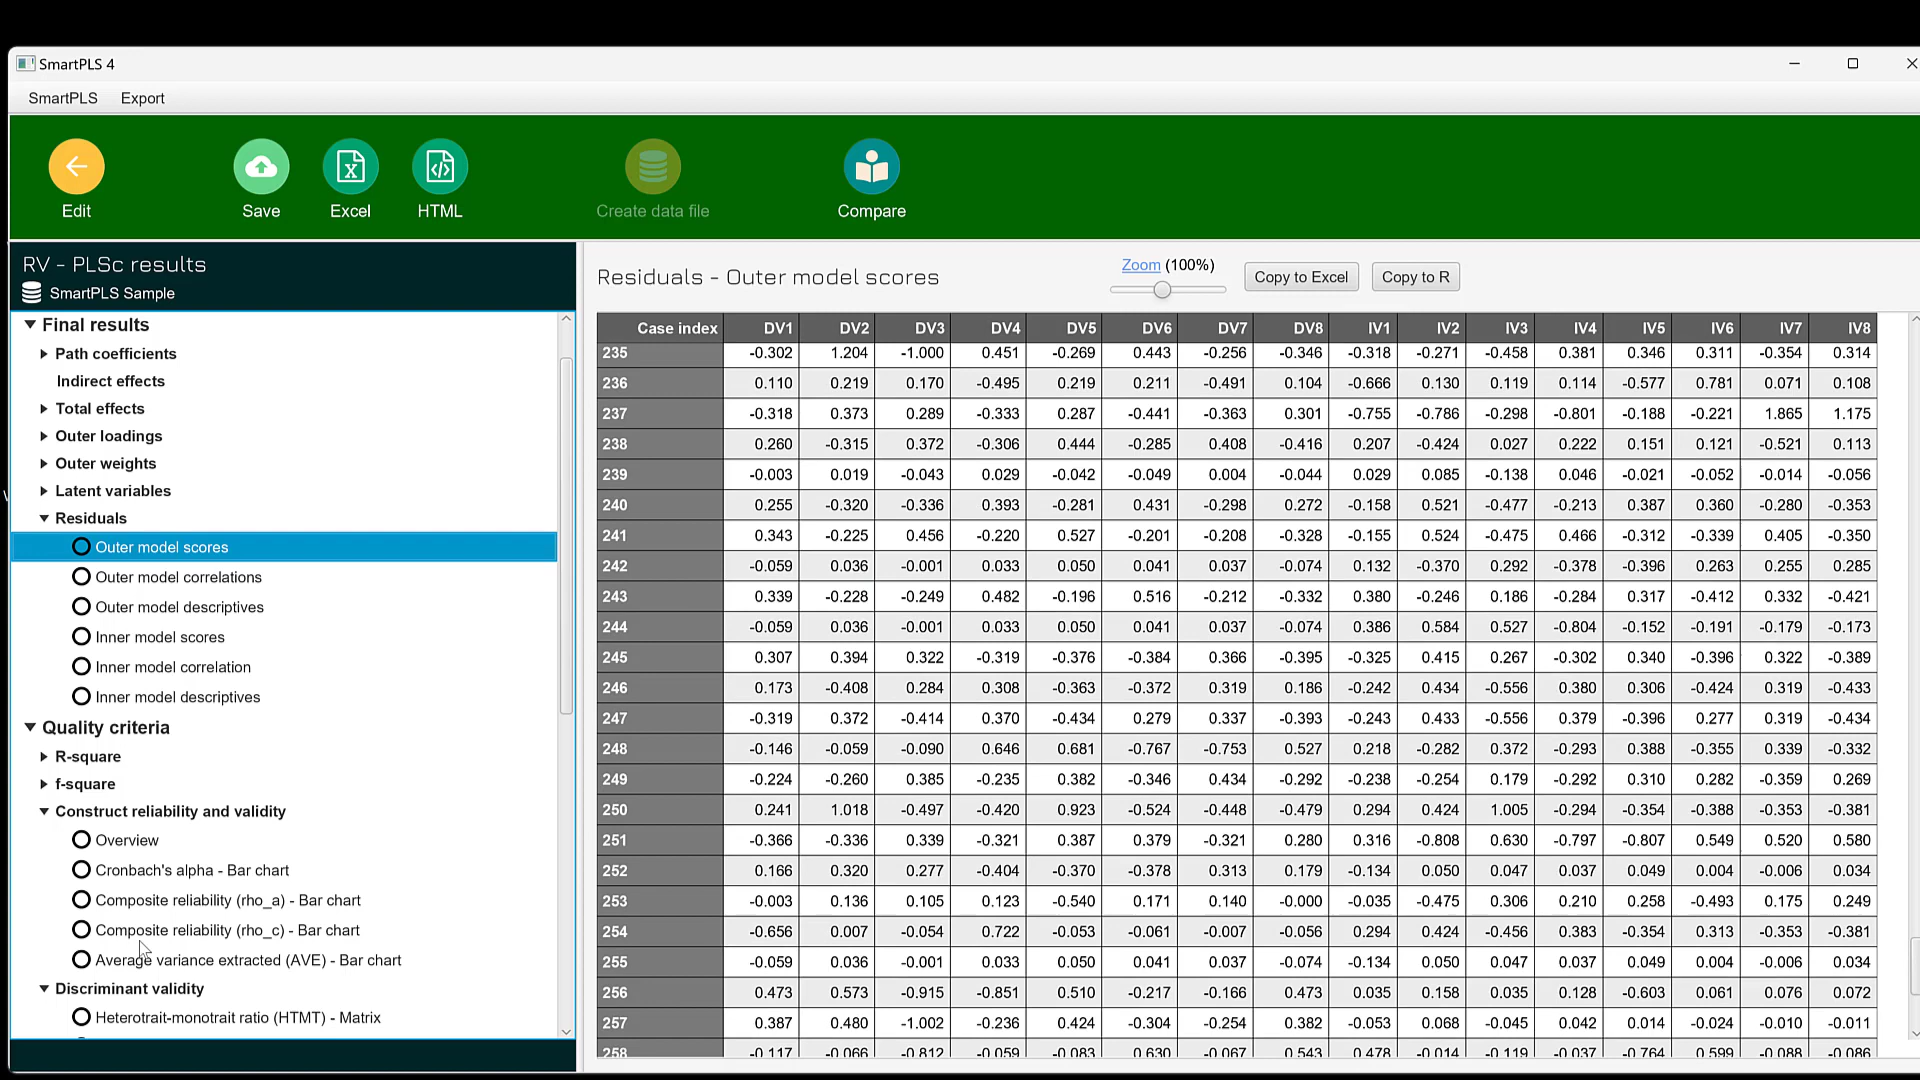 SmartPLS 4
SmartPLS Export
Edit Save Excel HTML Create data file Compare
RV - PLSc results
SmartPLS Sample
Final results
Path coefficients
Indirect effects
Total effects
Outer loadings
Outer weights
Latent variables
Residuals
Outer model scores
Outer model correlations
Outer model descriptives
Inner model scores
Inner model correlation
Inner model descriptives
Quality criteria
R-square
f-square
Construct reliability and validity
Overview
Cronbach's alpha - Bar chart
Composite reliability (rho_a) - Bar chart
Composite reliability (rho_c) - Bar chart
Average variance extracted (AVE) - Bar chart
Discriminant validity
Heterotrait-monotrait ratio (HTMT) - Matrix
Residuals - Outer model scores
Zoom (100%)
Copy to Excel Copy to R
Case index DV1 DV2 DV3 DV4 DV5 DV6 DV7 DV8 IV1 IV2 IV3 IV4 IV5 IV6 IV7 IV8
235 -0.302 1.204 -1.000 0.451 -0.269 0.443 -0.256 -0.346 -0.318 -0.271 -0.458 0.381 0.346 0.311 -0.354 0.314
236 0.110 0.219 0.170 -0.495 0.219 0.211 -0.491 0.104 -0.666 0.130 0.119 0.114 -0.577 0.781 0.071 0.108
237 -0.318 0.373 0.289 -0.333 0.287 -0.441 -0.363 0.301 -0.755 -0.786 -0.298 -0.801 -0.188 -0.221 1.865 1.175
238 0.260 -0.315 0.372 -0.306 0.444 -0.285 0.408 -0.416 0.207 -0.424 0.027 0.222 0.151 0.121 -0.521 0.113
239 -0.003 0.019 -0.043 0.029 -0.042 -0.049 0.004 -0.044 0.029 0.085 -0.138 0.046 -0.021 -0.052 -0.014 -0.056
240 0.255 -0.320 -0.336 0.393 -0.281 0.431 -0.298 0.272 -0.158 0.521 -0.477 -0.213 0.387 0.360 -0.280 -0.353
241 0.343 -0.225 0.456 -0.220 0.527 -0.201 -0.208 -0.328 -0.155 0.524 -0.475 0.466 -0.312 -0.339 0.405 -0.350
242 -0.059 0.036 -0.001 0.033 0.050 0.041 0.037 -0.074 0.132 -0.370 0.292 -0.378 -0.396 0.263 0.255 0.285
243 0.339 -0.228 -0.249 0.482 -0.196 0.516 -0.212 -0.332 0.380 -0.246 0.186 -0.284 0.317 -0.412 0.332 -0.421
244 -0.059 0.036 -0.001 0.033 0.050 0.041 0.037 -0.074 0.386 0.584 0.527 -0.804 -0.152 -0.191 -0.179 -0.173
245 0.307 0.394 0.322 -0.319 -0.376 -0.384 0.366 -0.395 -0.325 0.415 0.267 -0.302 0.340 -0.396 0.322 -0.389
246 0.173 -0.408 0.284 0.308 -0.363 -0.372 0.319 0.186 -0.242 0.434 -0.556 0.380 0.306 -0.424 0.319 -0.433
247 -0.319 0.372 -0.414 0.370 -0.434 0.279 0.337 -0.393 -0.243 0.433 -0.556 0.379 -0.396 0.277 0.319 -0.434
248 -0.146 -0.059 -0.090 0.646 0.681 -0.767 -0.753 0.527 0.218 -0.282 0.372 -0.293 0.388 -0.355 0.339 -0.332
249 -0.224 -0.260 0.385 -0.235 0.382 -0.346 0.434 -0.292 -0.238 -0.254 0.179 -0.292 0.310 0.282 -0.359 0.269
250 0.241 1.018 -0.497 -0.420 0.923 -0.524 -0.448 -0.479 0.294 0.424 1.005 -0.294 -0.354 -0.388 -0.353 -0.381
251 -0.366 -0.336 0.339 -0.321 0.387 0.379 -0.321 0.280 0.316 -0.808 0.630 -0.797 -0.807 0.549 0.520 0.580
252 0.166 0.320 0.277 -0.404 -0.370 -0.378 0.313 0.179 -0.134 0.050 0.047 0.037 0.049 0.004 -0.006 0.034
253 -0.003 0.136 0.105 0.123 -0.540 0.171 0.140 -0.000 -0.035 -0.475 0.306 0.210 0.258 -0.493 0.175 0.249
254 -0.656 0.007 -0.054 0.722 -0.053 -0.061 -0.007 -0.056 0.294 0.424 -0.456 0.383 -0.354 0.313 -0.353 -0.381
255 -0.059 0.036 -0.001 0.033 0.050 0.041 0.037 -0.074 -0.134 0.050 0.047 0.037 0.049 0.004 -0.006 0.034
256 0.473 0.573 -0.915 -0.851 0.510 -0.217 -0.166 0.473 0.035 0.158 0.035 0.128 -0.603 0.061 0.076 0.072
257 0.387 0.480 -1.002 -0.236 0.424 -0.304 -0.254 0.382 -0.053 0.068 -0.045 0.042 0.014 -0.024 -0.010 -0.011
258 -0.117 -0.066 -0.812 -0.059 -0.083 0.630 -0.067 0.543 0.478 -0.014 -0.119 -0.037 -0.764 0.599 -0.088 -0.086